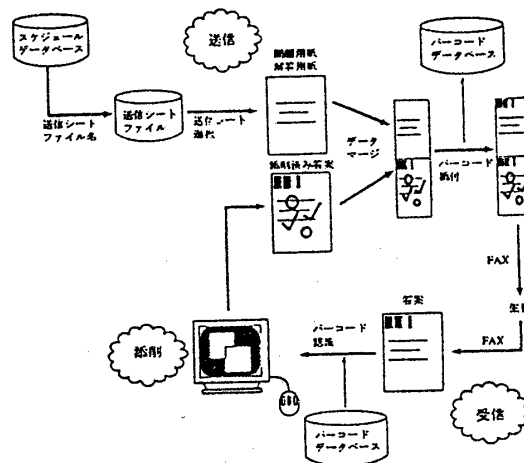 スケジュール
データベース
送信
問題用紙
解答用紙
バーコード
データベース
送信シート
ファイル名
送信シート
ファイル
送信シート
データ
マージ
バーコード
貼付
添削済み答案
FAX
答案
FAX
バーコード
認識
添削
バーコード
データベース
受信